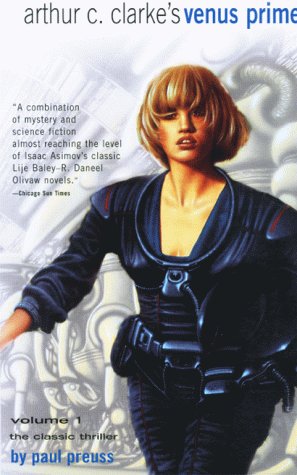 arthur c. clarke's venus prime
"A combination
of mystery and
science fiction
almost reaching the level
of Isaac Asimov's classic
Lije Baley–R. Daneel
Olivaw novels."
—Chicago Sun Times
volume 1
the classic thriller
by paul preuss